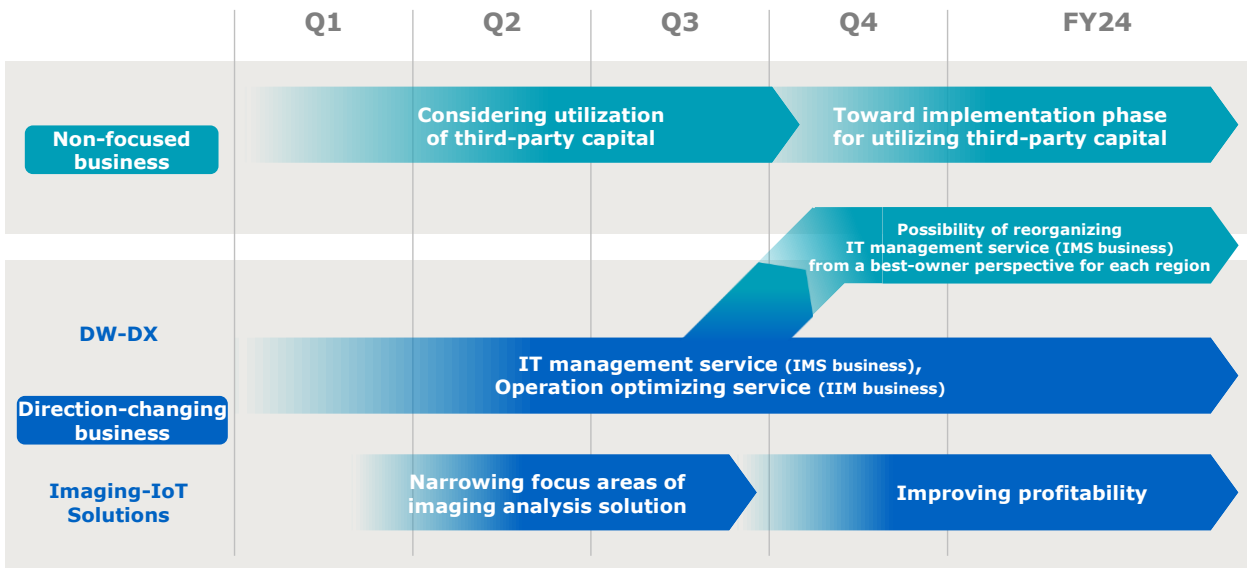 Q1 Q2 Q3 Q4 FY24
Non-focused
business
Considering utilization
of third-party capital
Toward implementation phase
for utilizing third-party capital
Possibility of reorganizing
IT management service (IMS business)
from a best-owner perspective for each region
DW-DX
IT management service (IMS business),
Operation optimizing service (IIM business)
Direction-changing
business
Imaging-IoT
Solutions
Narrowing focus areas of
imaging analysis solution
Improving profitability